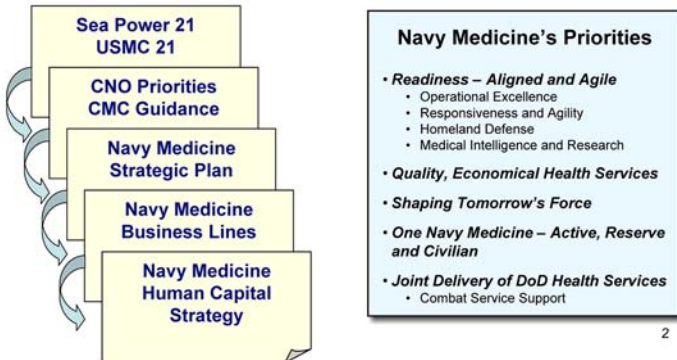 Sea Power 21
USMC 21
CNO Priorities
CMC Guidance
Navy Medicine
Strategic Plan
Navy Medicine
Business Lines
Navy Medicine
Human Capital
Strategy
Navy Medicine's Priorities
• Readiness – Aligned and Agile
• Operational Excellence
• Responsiveness and Agility
• Homeland Defense
• Medical Intelligence and Research
• Quality, Economical Health Services
• Shaping Tomorrow's Force
• One Navy Medicine – Active, Reserve
and Civilian
• Joint Delivery of DoD Health Services
• Combat Service Support
2